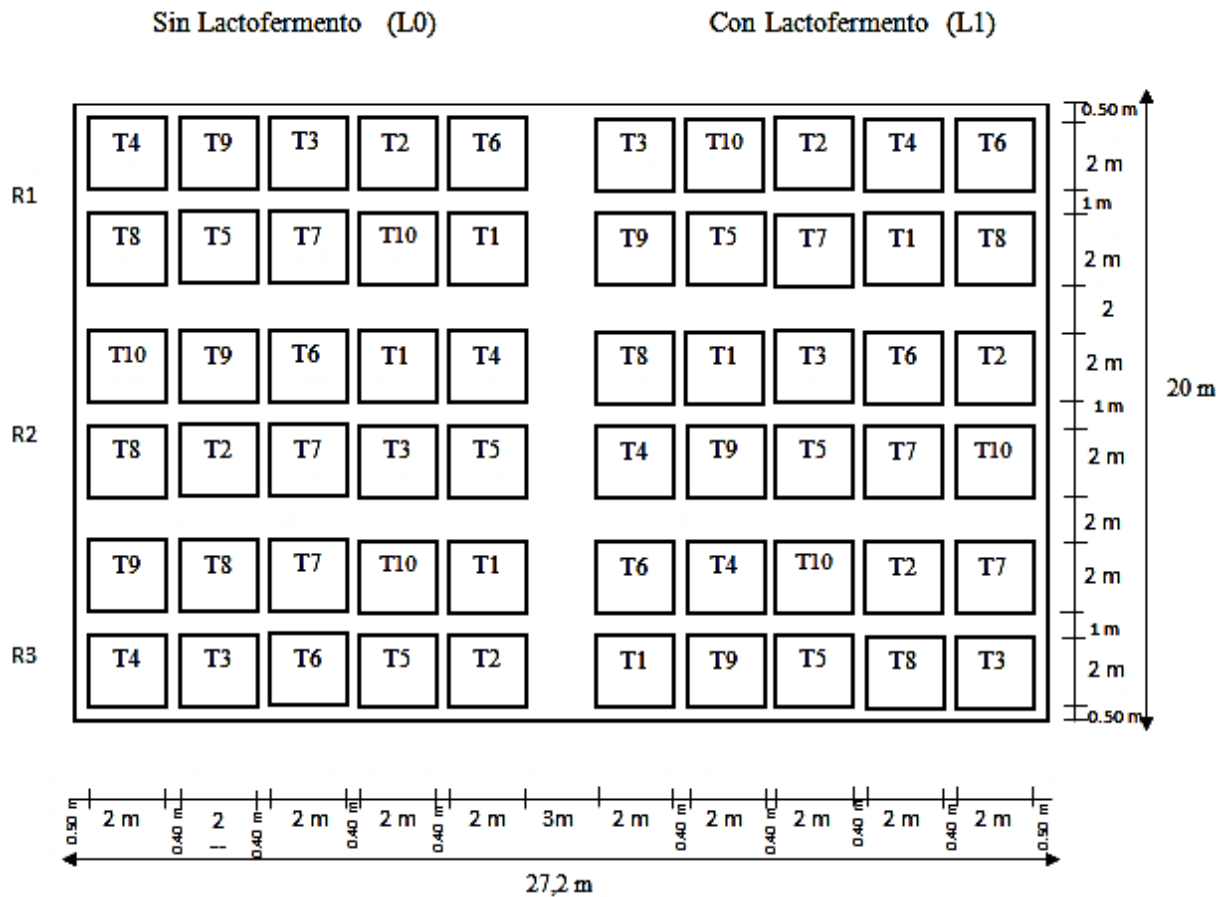 Sin Lactofermento (L0) Con Lactofermento (L1)
0.50 m
T4 T9 T3 T2 T6 T3 T10 T2 T4 T6 2 m
R1 1 m
T8 T5 T7 T10 T1 T9 T5 T7 T1 T8 2 m
2
T10 T9 T6 T1 T4 T8 T1 T3 T6 T2 2 m
20 m
1 m
R2 T8 T2 T7 T3 T5 T4 T9 T5 T7 T10 2 m
2 m
T9 T8 T7 T10 T1 T6 T4 T10 T2 T7 2 m
1 m
R3 T4 T3 T6 T5 T2 T1 T9 T5 T8 T3 2 m
0.50 m
0.50 m 2 m 0.40 m 2 0.40 m 2 m 0.40 m 2 m 0.40 m 2 m 3m 2 m 0.40 m 2 m 0.40 m 2 m 0.40 m 2 m 0.40 m 2 m 0.50 m
27,2 m